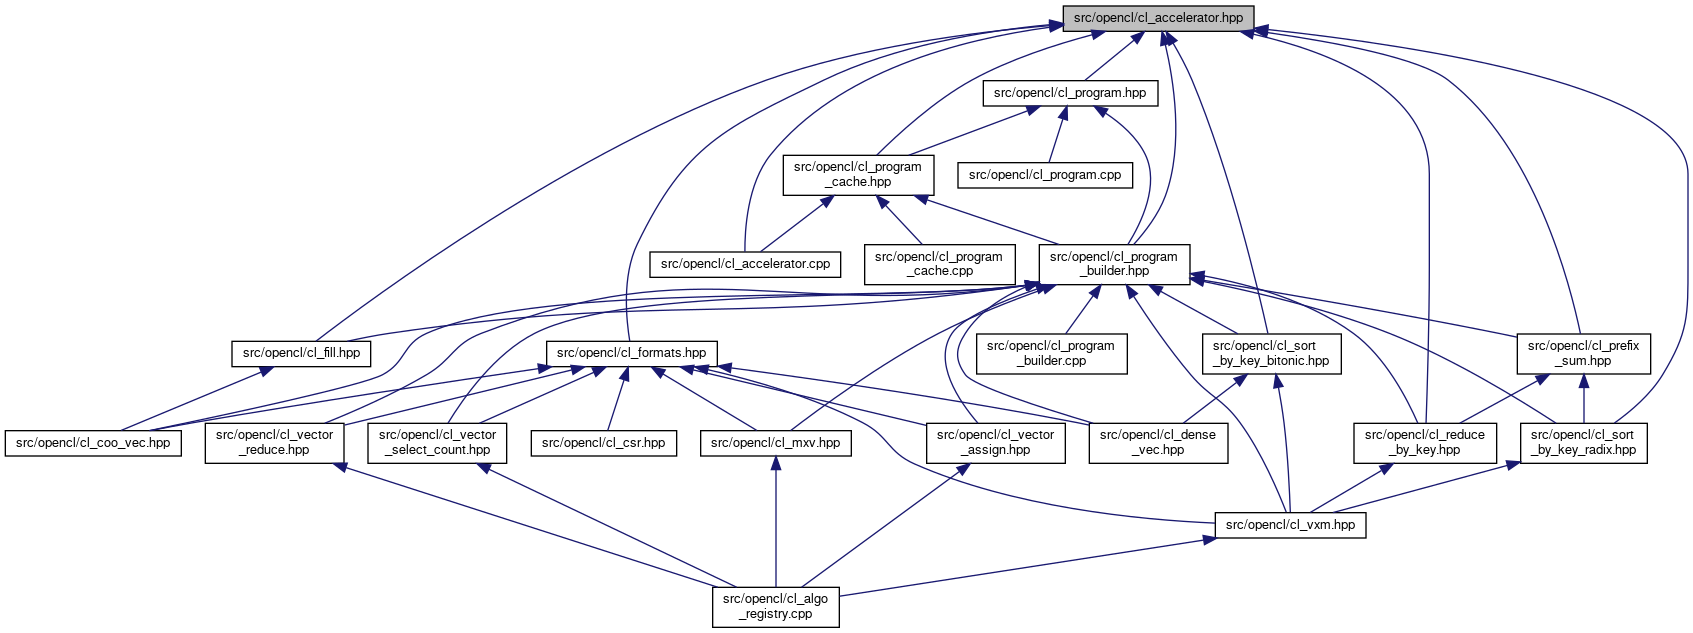 src/opencl/cl_accelerator.hpp
src/opencl/cl_program.hpp
src/opencl/cl_program
_cache.hpp
src/opencl/cl_program.cpp
src/opencl/cl_accelerator.cpp
src/opencl/cl_program
_cache.cpp
src/opencl/cl_program
_builder.hpp
src/opencl/cl_fill.hpp
src/opencl/cl_formats.hpp
src/opencl/cl_program
_builder.cpp
src/opencl/cl_sort
_by_key_bitonic.hpp
src/opencl/cl_prefix
_sum.hpp
src/opencl/cl_coo_vec.hpp
src/opencl/cl_vector
_reduce.hpp
src/opencl/cl_vector
_select_count.hpp
src/opencl/cl_csr.hpp
src/opencl/cl_mxv.hpp
src/opencl/cl_vector
_assign.hpp
src/opencl/cl_dense
_vec.hpp
src/opencl/cl_reduce
_by_key.hpp
src/opencl/cl_sort
_by_key_radix.hpp
src/opencl/cl_vxm.hpp
src/opencl/cl_algo
_registry.cpp